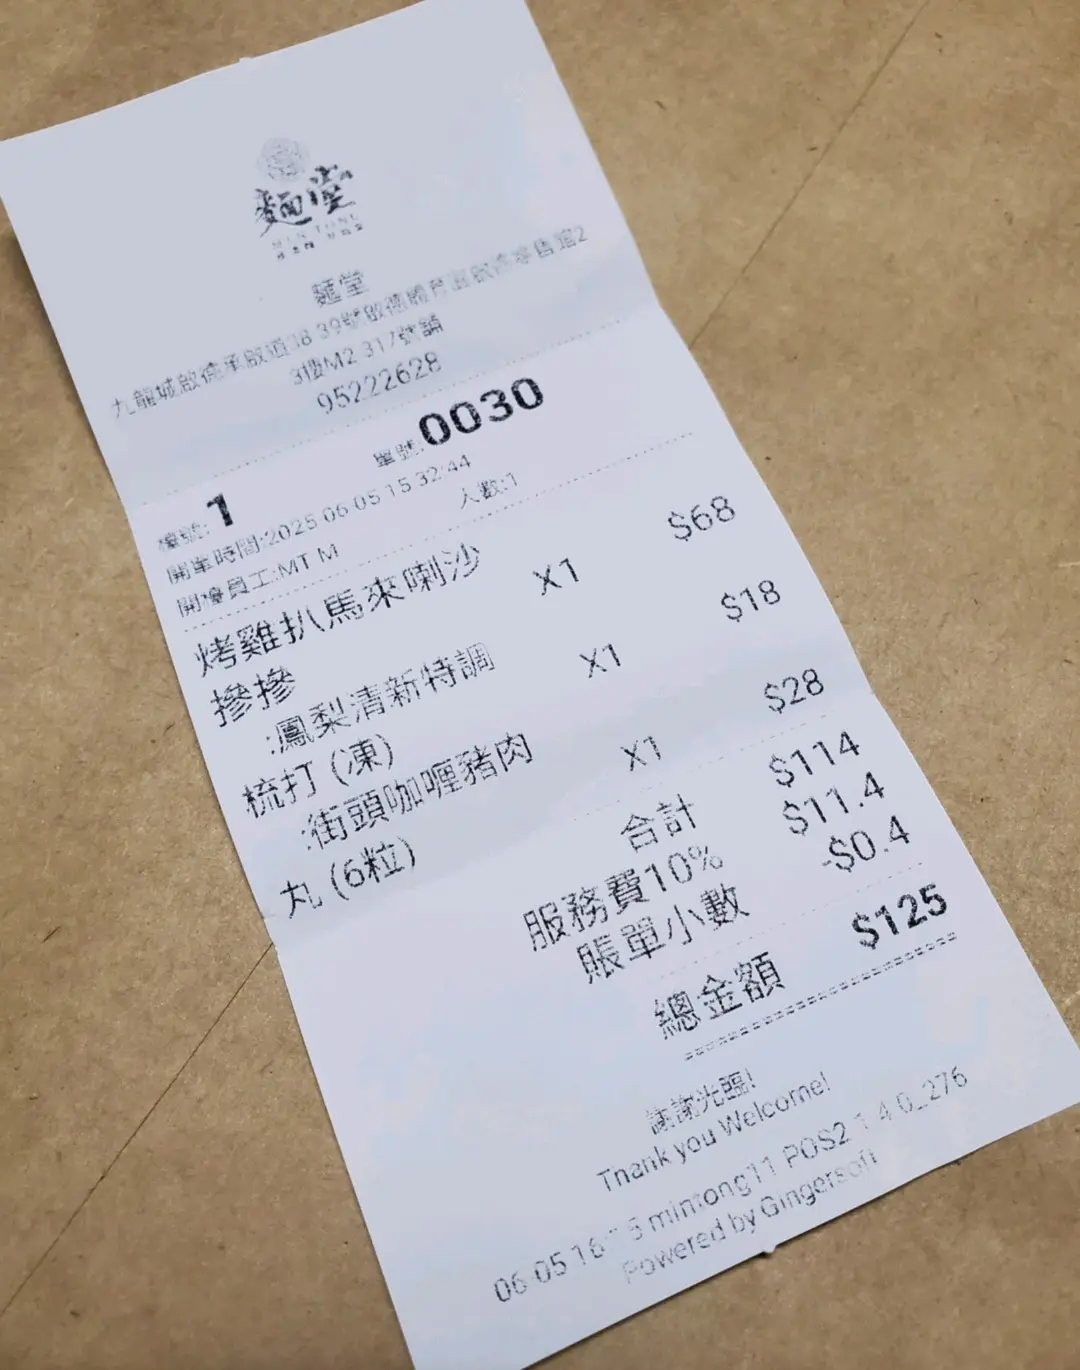 麵堂
MIN TONG
麵堂
九龍城啟德承啟道38 39號啟德體育園啟德零售館2
3樓M2 317號舖
95222628
單號:0030
檯號: 1
開單時間:2025 06 05 15 32:44
人數:1
開檯員工:MT M
烤雞扒馬來喇沙 X1 $68
摻摻
:鳳梨清新特調 X1 $18
梳打 (凍)
:街頭咖喱豬肉 X1 $28
丸 (6粒)
合計 $114
服務費10% $11.4
賬單小數 -$0.4
總金額 $125
謝謝光臨!
Thank you Welcome!
06 05 16 mintong11 POS2 1 4 0_276
Powered by Gingersoft